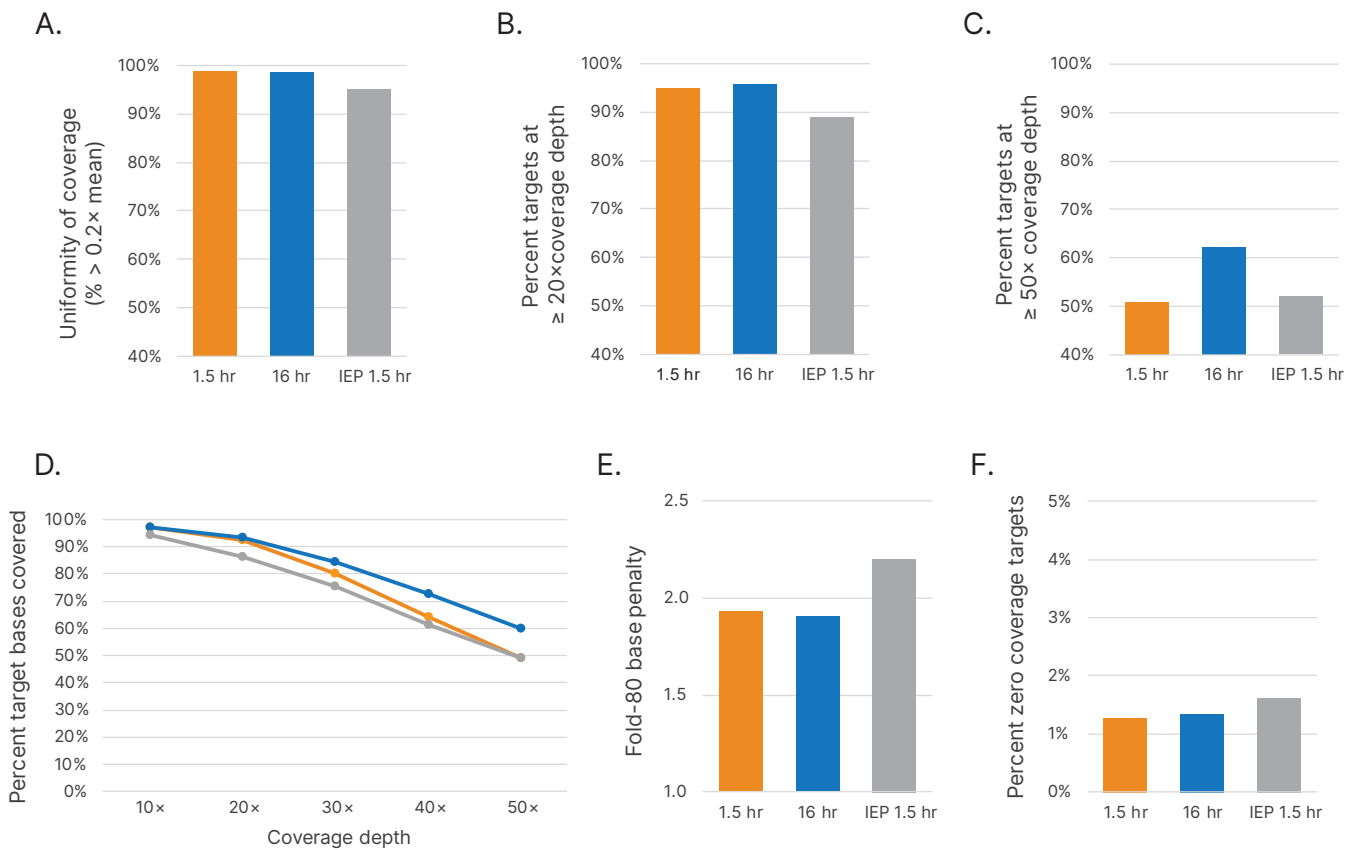 A.
Uniformity of coverage
(% > 0.2× mean)
100%
90%
80%
70%
60%
50%
40%
1.5 hr
16 hr
IEP 1.5 hr
B.
Percent targets at
≥ 20×coverage depth
100%
90%
80%
70%
60%
50%
40%
1.5 hr
16 hr
IEP 1.5 hr
C.
Percent targets at
≥ 50× coverage depth
100%
90%
80%
70%
60%
50%
40%
1.5 hr
16 hr
IEP 1.5 hr
D.
Percent target bases covered
100%
90%
80%
70%
60%
50%
40%
30%
20%
10%
0%
10×
20×
30×
40×
50×
Coverage depth
E.
Fold-80 base penalty
2.5
2.0
1.5
1.0
1.5 hr
16 hr
IEP 1.5 hr
F.
Percent zero coverage targets
5%
4%
3%
2%
1%
0%
1.5 hr
16 hr
IEP 1.5 hr